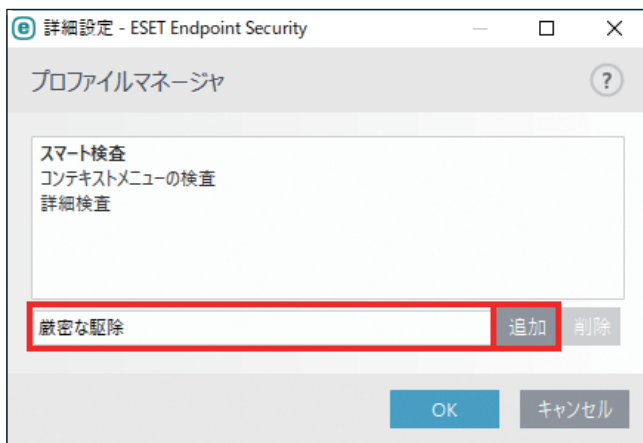 詳細設定 - ESET Endpoint Security
プロファイルマネージャ
?
スマート検査
コンテキストメニューの検査
詳細検査
厳密な駆除 追加 削除
OK キャンセル